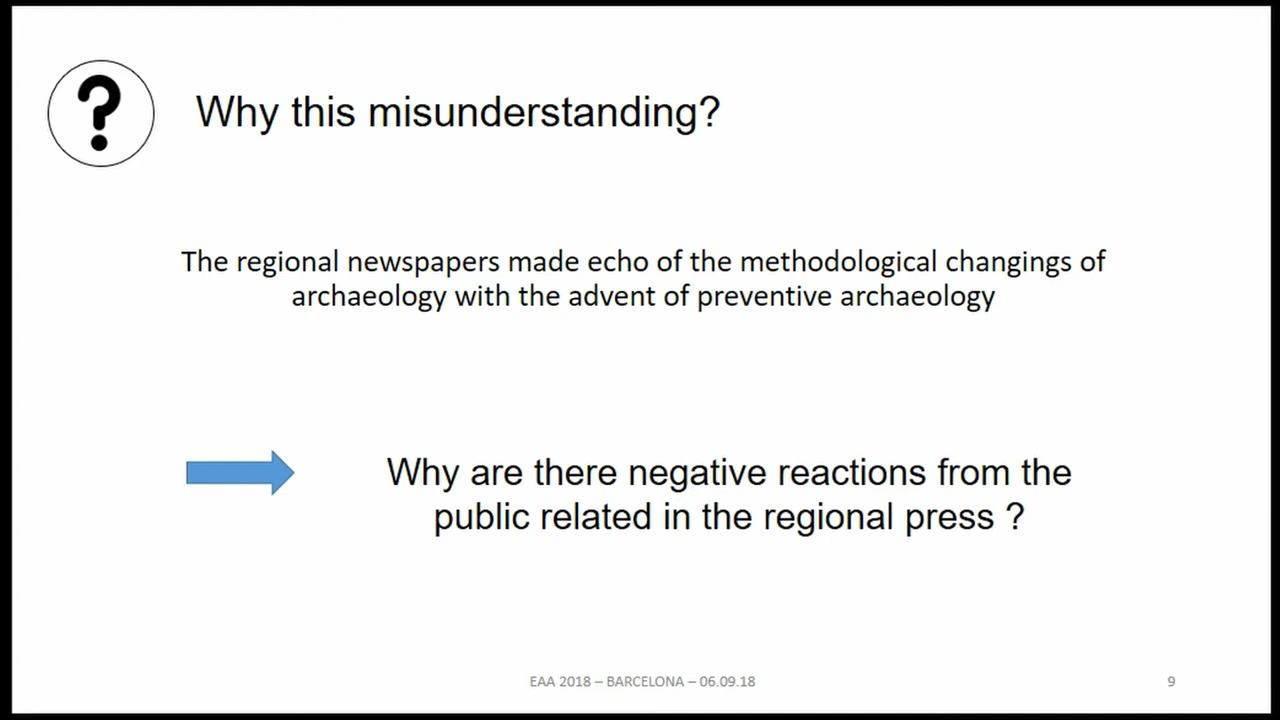 ?
Why this misunderstanding?
The regional newspapers made echo of the methodological changings of
archaeology with the advent of preventive archaeology
Why are there negative reactions from the
public related in the regional press ?
EAA 2018 – BARCELONA – 06.09.18
9